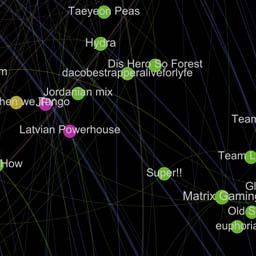 Taeyeon Peas
Hydra
Dis Hero So Forest
dacobestrapperaliveforlyfe
Jordanian mix
hen we Tango
Latvian Powerhouse
How
Super!!
Team
Team L
Matrix Gaming
Gl
Old S
euphoria